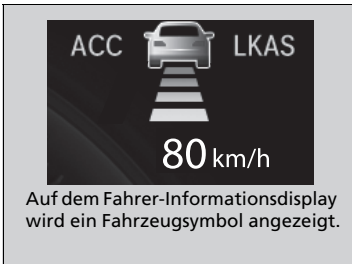 ACC LKAS
80 km/h
Auf dem Fahrer-Informationsdisplay
wird ein Fahrzeugsymbol angezeigt.